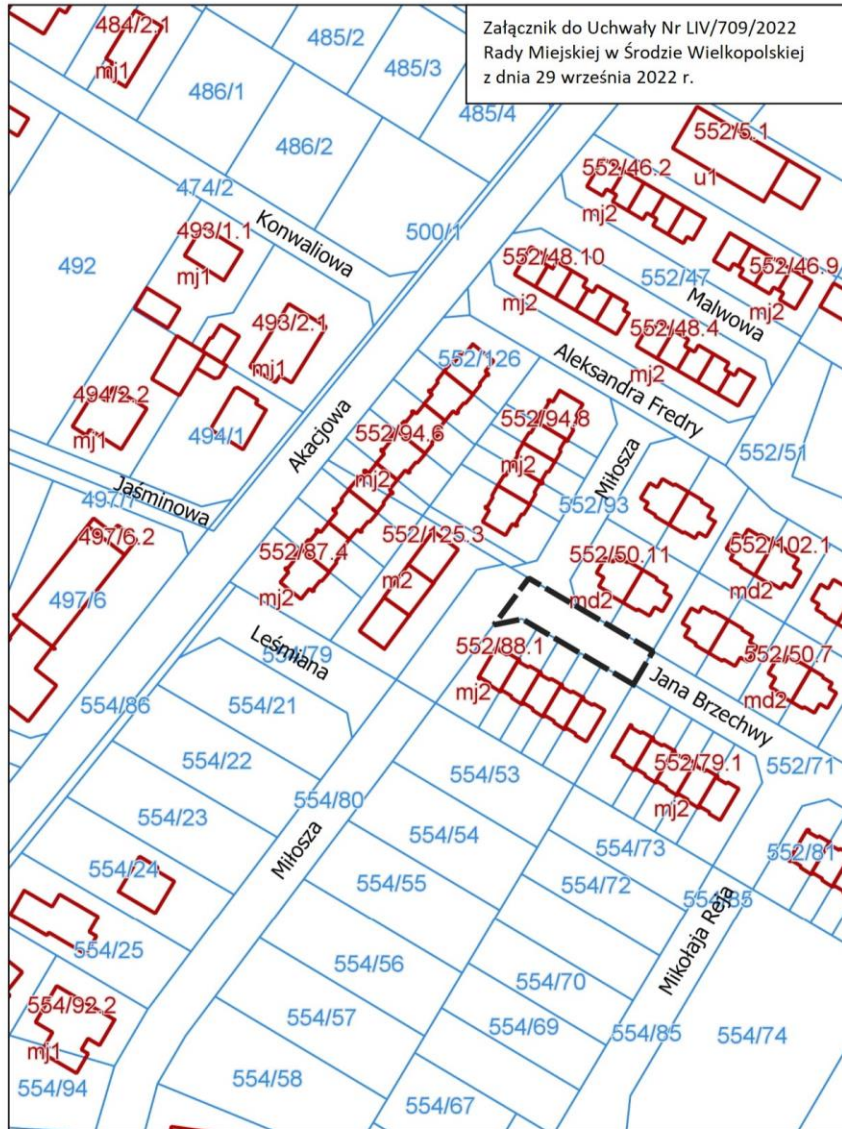 Załącznik do Uchwały Nr LIV/709/2022
Rady Miejskiej w Środzie Wielkopolskiej
z dnia 29 września 2022 r.
484/2.1
mj1
485/2
485/3
486/1
485/4
486/2
474/2
Konwaliowa
500/1
492
493/1.1
mj1
493/2.1
mj1
494/2.2
mj1
494/1
Jaśminowa
497/6.2
497/6
Akacjowa
552/5.1
u1
552/46.2
mj2
552/47
552/46.9
mj2
Malwowa
552/48.10
mj2
552/48.4
mj2
Aleksandra Fredry
552/51
552/126
552/94.6
mj2
552/94.8
mj2
Miłosza
552/93
552/87.4
mj2
552/125.3
m2
552/50.11
md2
552/102.1
md2
552/50.7
md2
Jana Brzechwy
552/71
552/88.1
mj2
552/79.1
mj2
552/81
Leśmiana
554/79
554/86
554/21
554/22
554/23
554/24
554/25
554/80
Miłosza
554/53
554/54
554/55
554/56
554/57
554/58
554/73
554/72
554/70
554/69
554/67
554/85
Mikołaja Reja
554/85
554/74
554/92.2
mj1
554/94